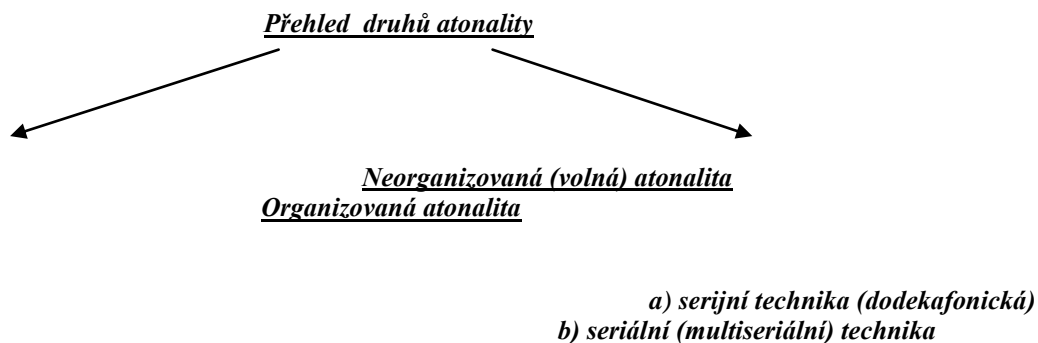 Přehled druhů atonality
Neorganizovaná (volná) atonalita
Organizovaná atonalita
a) serijní technika (dodekafonická)
b) seriální (multiseriální) technika